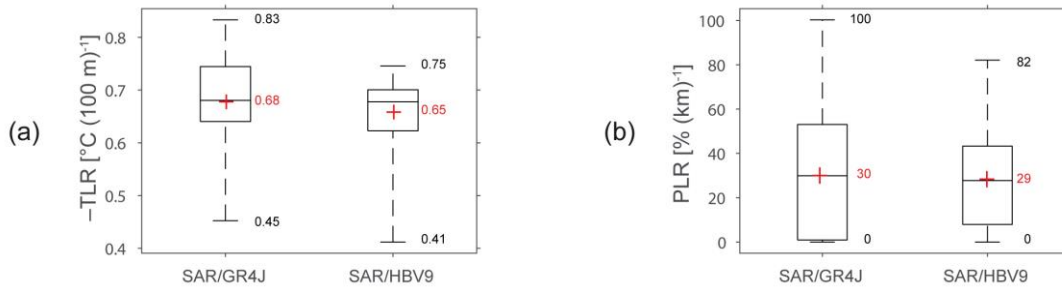 (a)
–TLR [°C (100 m)⁻¹]
0.8
0.7
0.6
0.5
0.4
0.83
0.68
0.45
0.75
0.65
0.41
SAR/GR4J
SAR/HBV9
(b)
PLR [% (km)⁻¹]
100
80
60
40
20
0
100
30
0
82
29
0
SAR/GR4J
SAR/HBV9